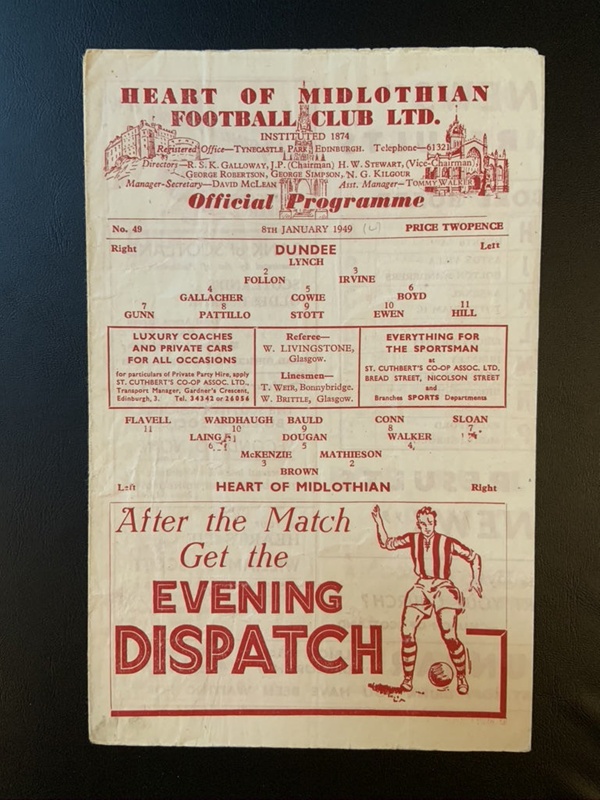 HEART OF MIDLOTHIAN
FOOTBALL CLUB LTD.
INSTITUTED 1874
Registered Office—TYNECASTLE PARK, EDINBURGH. Telephone—61321
Directors—R. S. K. GALLOWAY, J.P. (Chairman) H. W. STEWART, (Vice-Chairman)
GEORGE ROBERTSON, GEORGE SIMPSON, N. G. KILGOUR
Manager-Secretary—DAVID McLEAN Asst. Manager—TOMMY WALKER
Official Programme
No. 49 8TH JANUARY 1949 (L) PRICE TWOPENCE
Right DUNDEE Left
LYNCH
2 3
FOLLON IRVINE
4 5 6
GALLACHER COWIE BOYD
7 8 9 10 11
GUNN PATTILLO STOTT EWEN HILL
LUXURY COACHES
AND PRIVATE CARS
FOR ALL OCCASIONS
for particulars of Private Party Hire, apply
ST. CUTHBERT'S CO-OP ASSOC. LTD.,
Transport Manager, Gardner's Crescent,
Edinburgh, 3. Tel. 34342 or 26856
Referee—
W. LIVINGSTONE,
Glasgow.
Linesmen—
T. WEIR, Bonnybridge.
W. BRITTLE, Glasgow.
EVERYTHING FOR
THE SPORTSMAN
at
ST. CUTHBERT'S CO-OP ASSOC. LTD.
BREAD STREET, NICOLSON STREET
and
Branches SPORTS Departments
FLAVELL WARDHAUGH BAULD CONN SLOAN
11 10 9 8 7
LAING DOUGAN WALKER
6 5 4
McKENZIE MATHIESON
3 2
BROWN
Left HEART OF MIDLOTHIAN Right
After the Match
Get the
EVENING
DISPATCH